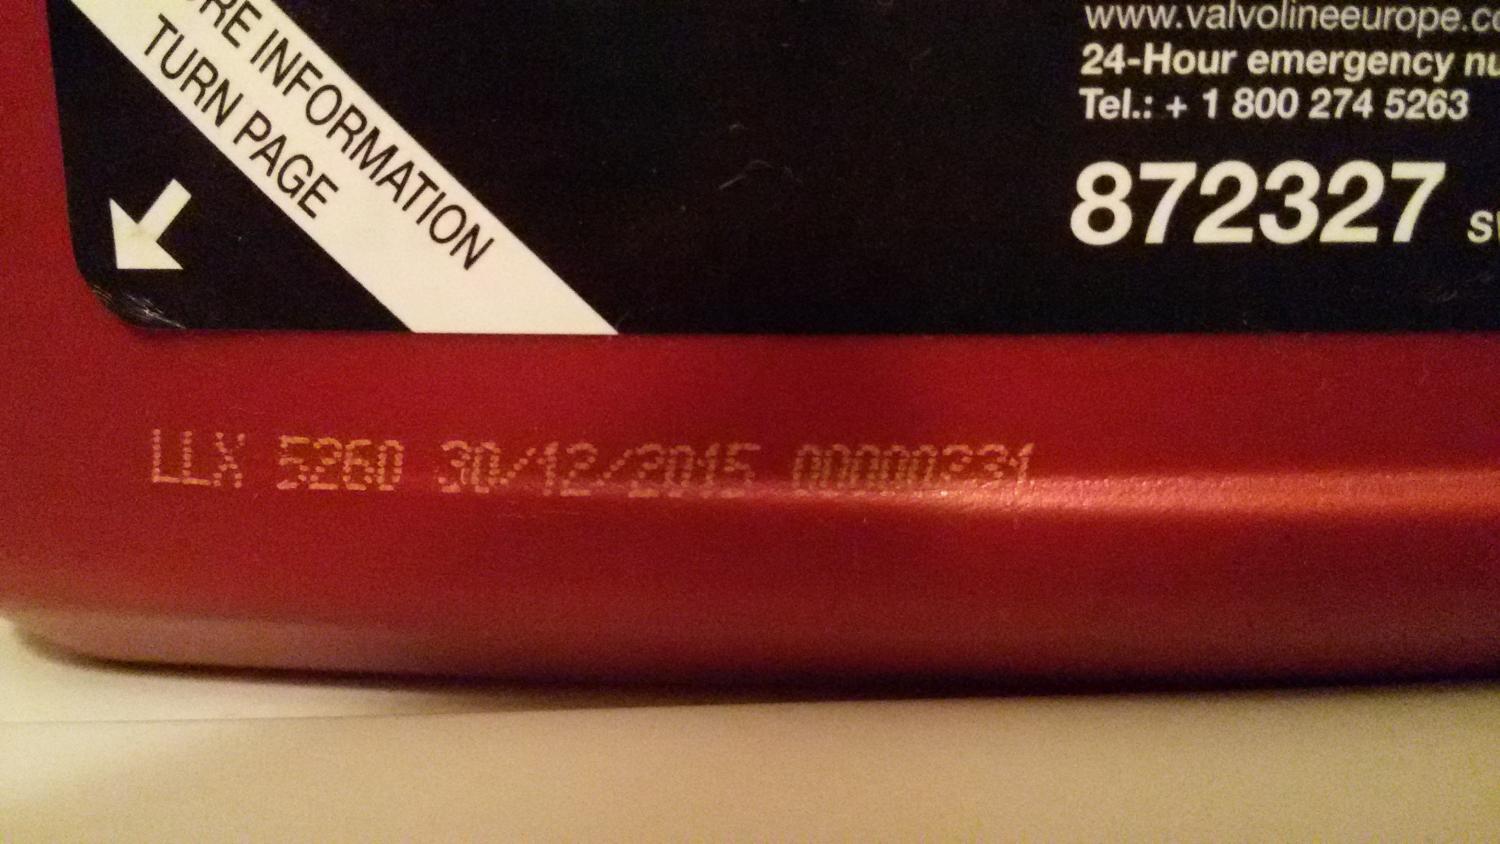 RE INFORMATION
TURN PAGE
www.valvolineeurope.co
24-Hour emergency nu
Tel.: + 1 800 274 5263
872327
LLX 5260 30/12/2015 00000331